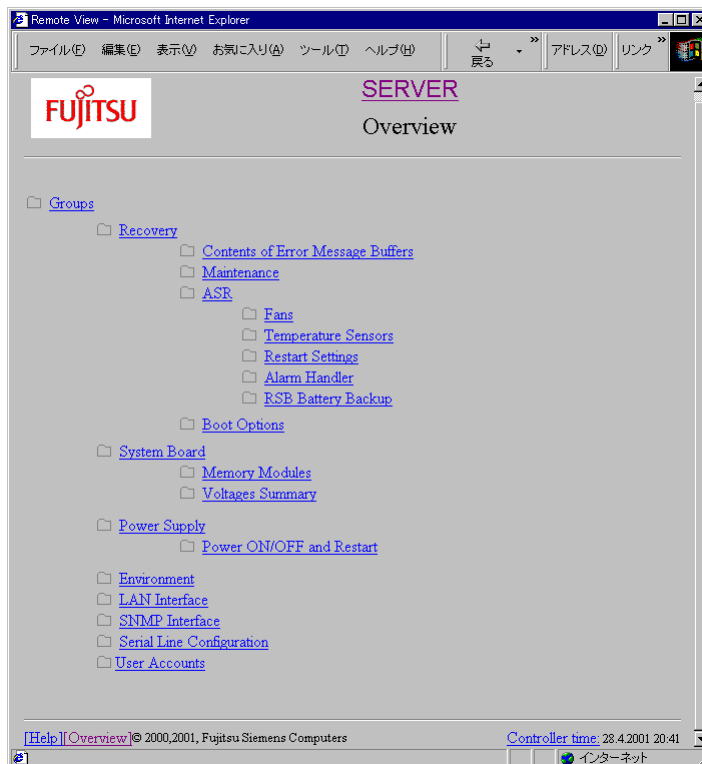 Remote View - Microsoft Internet Explorer
ファイル(F) 編集(E) 表示(V) お気に入り(A) ツール(T) ヘルプ(H) 戻る » アドレス(D) リンク »
FUJITSU
SERVER
Overview
Groups
Recovery
Contents of Error Message Buffers
Maintenance
ASR
Fans
Temperature Sensors
Restart Settings
Alarm Handler
RSB Battery Backup
Boot Options
System Board
Memory Modules
Voltages Summary
Power Supply
Power ON/OFF and Restart
Environment
LAN Interface
SNMP Interface
Serial Line Configuration
User Accounts
[Help][Overview]© 2000,2001, Fujitsu Siemens Computers Controller time: 28.4.2001 20:41
インターネット